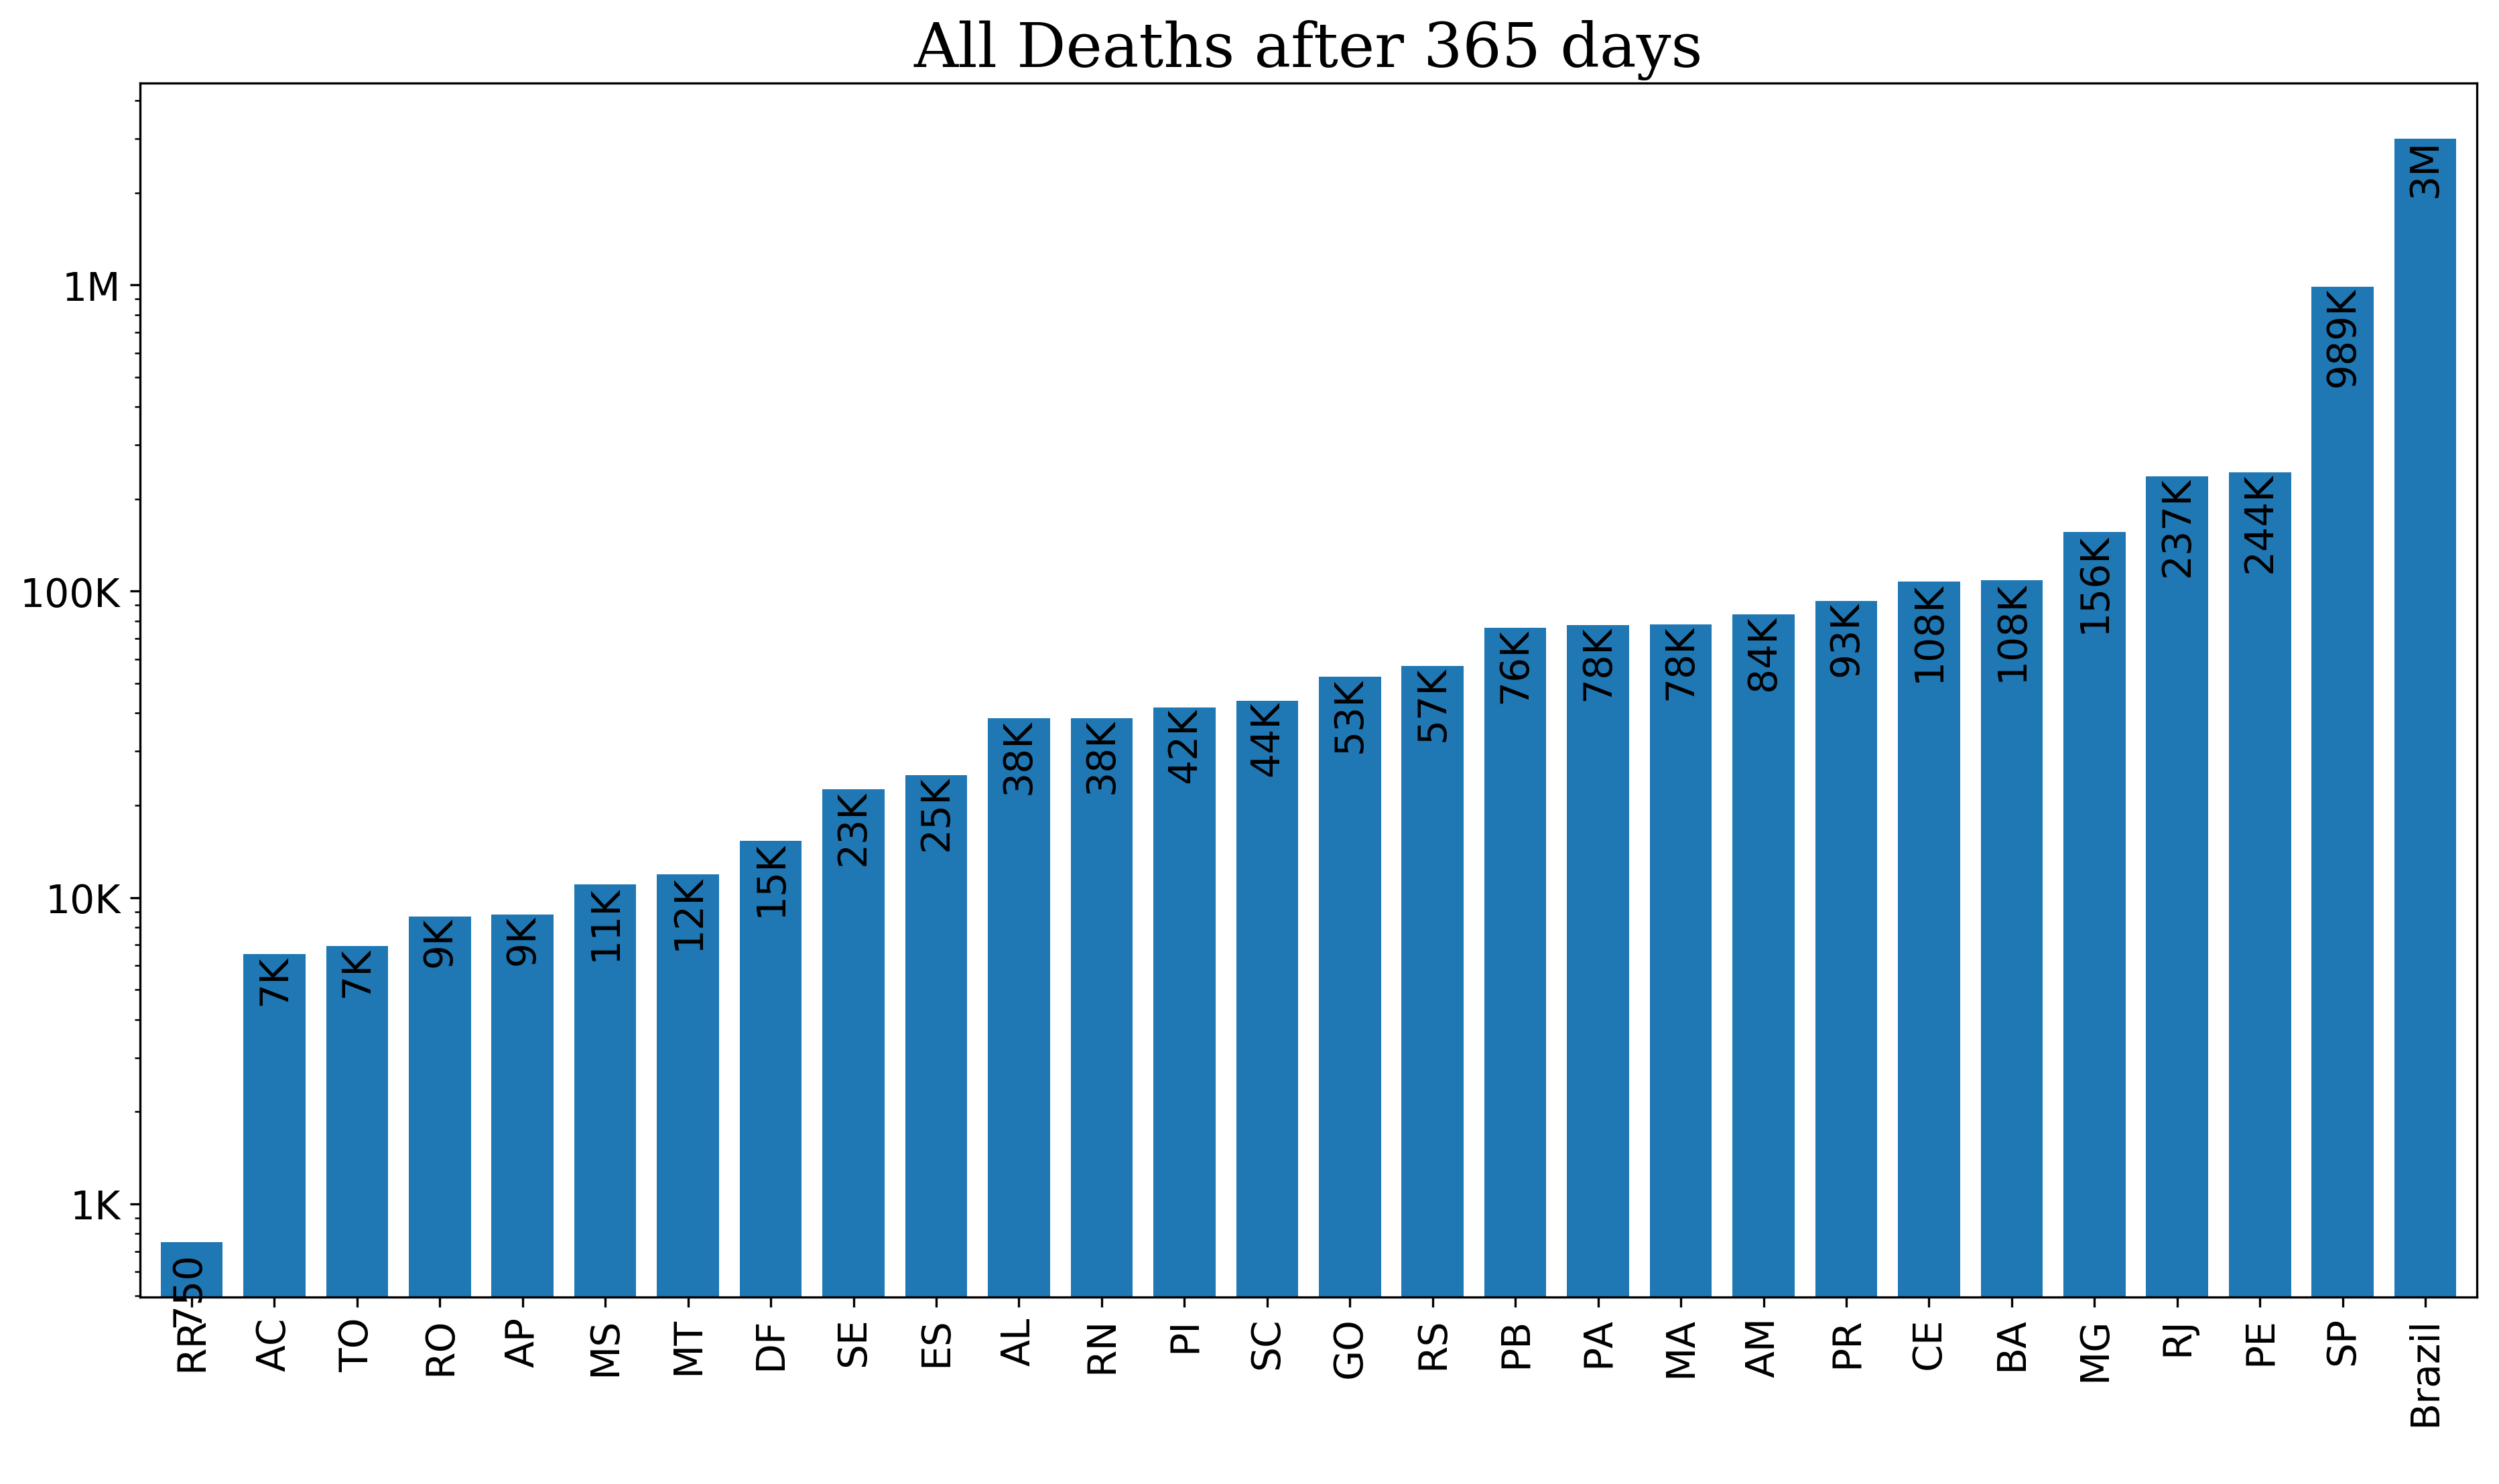 All Deaths after 365 days
1M
100K
10K
1K
750
7K
7K
9K
9K
11K
12K
15K
23K
25K
38K
38K
42K
44K
53K
57K
76K
78K
78K
84K
93K
108K
108K
156K
237K
244K
989K
3M
RR
AC
TO
RO
AP
MS
MT
DF
SE
ES
AL
RN
PI
SC
GO
RS
PB
PA
MA
AM
PR
CE
BA
MG
RJ
PE
SP
Brazil